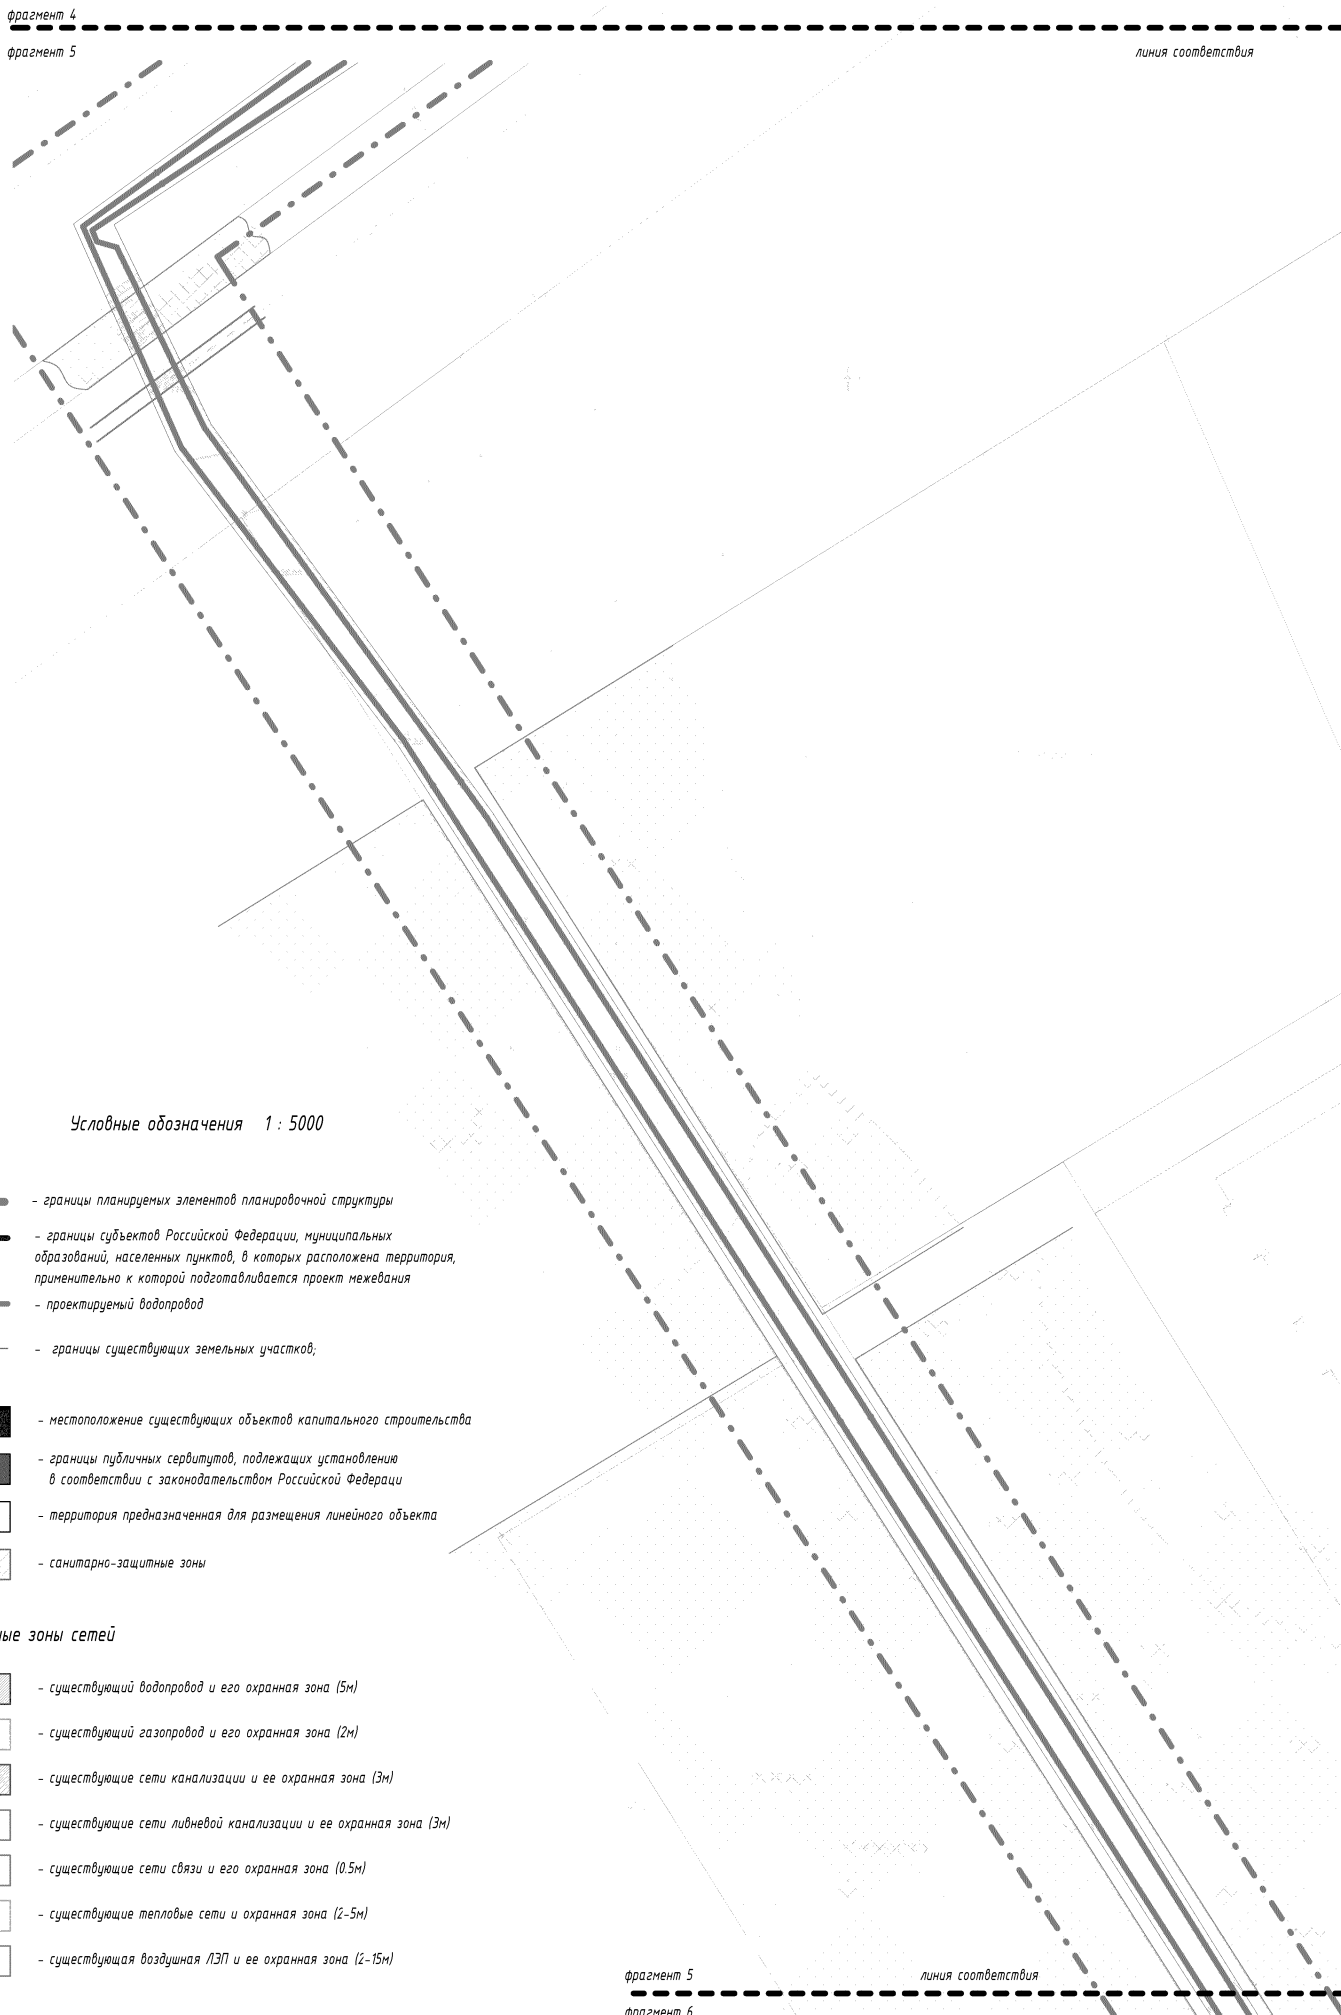 фрагмент 4
фрагмент 5
линия соответствия
Условные обозначения 1 : 5000
- границы планируемых элементов планировочной структуры
- границы субъектов Российской Федерации, муниципальных
образований, населенных пунктов, в которых расположена территория,
применительно к которой подготавливается проект межевания
- проектируемый водопровод
- границы существующих земельных участков;
- местоположение существующих объектов капитального строительства
- границы публичных сервитутов, подлежащих установлению
в соответствии с законодательством Российской Федераци
- территория предназначенная для размещения линейного объекта
- санитарно-защитные зоны
ные зоны сетей
- существующий водопровод и его охранная зона (5м)
- существующий газопровод и его охранная зона (2м)
- существующие сети канализации и ее охранная зона (3м)
- существующие сети ливневой канализации и ее охранная зона (3м)
- существующие сети связи и его охранная зона (0.5м)
- существующие тепловые сети и охранная зона (2-5м)
- существующая воздушная ЛЭП и ее охранная зона (2-15м)
фрагмент 5
линия соответствия
фрагмент 6